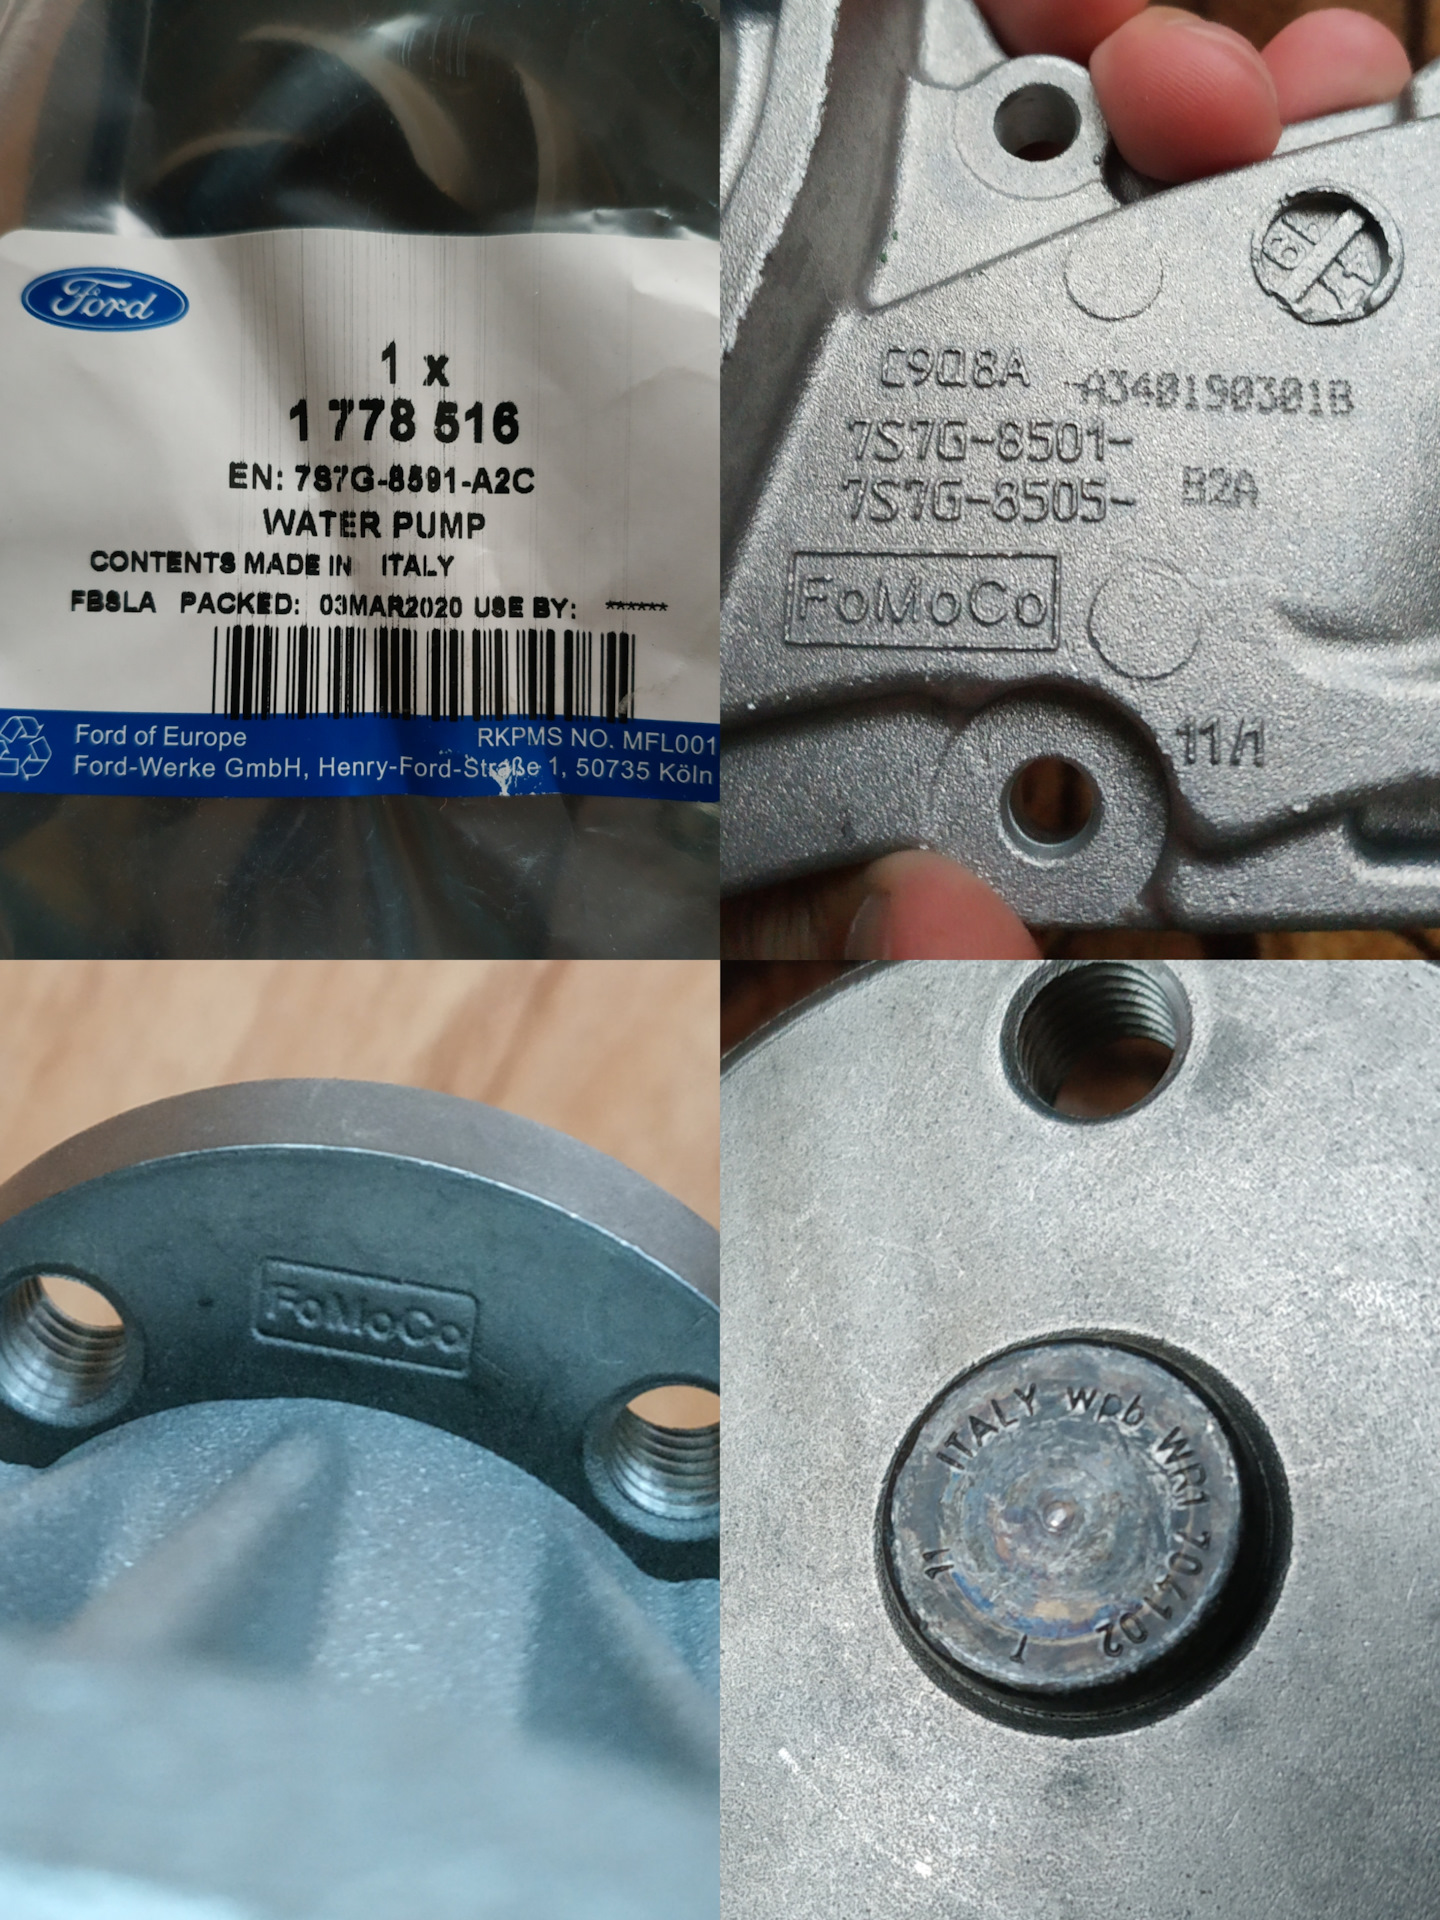 Ford
1 x
1 778 516
EN: 7S7G-8591-A2C
WATER PUMP
CONTENTS MADE IN ITALY
FBSLA PACKED: 03MAR2020 USE BY: ******
Ford of Europe RKPMS NO. MFL001
Ford-Werke GmbH, Henry-Ford-Straße 1, 50735 Köln
C9Q8A A340190301B
7S7G-8501-
7S7G-8505- B2A
FoMoCo
11/1
FoMoCo
ITALY wpb WR1 704102 T 11